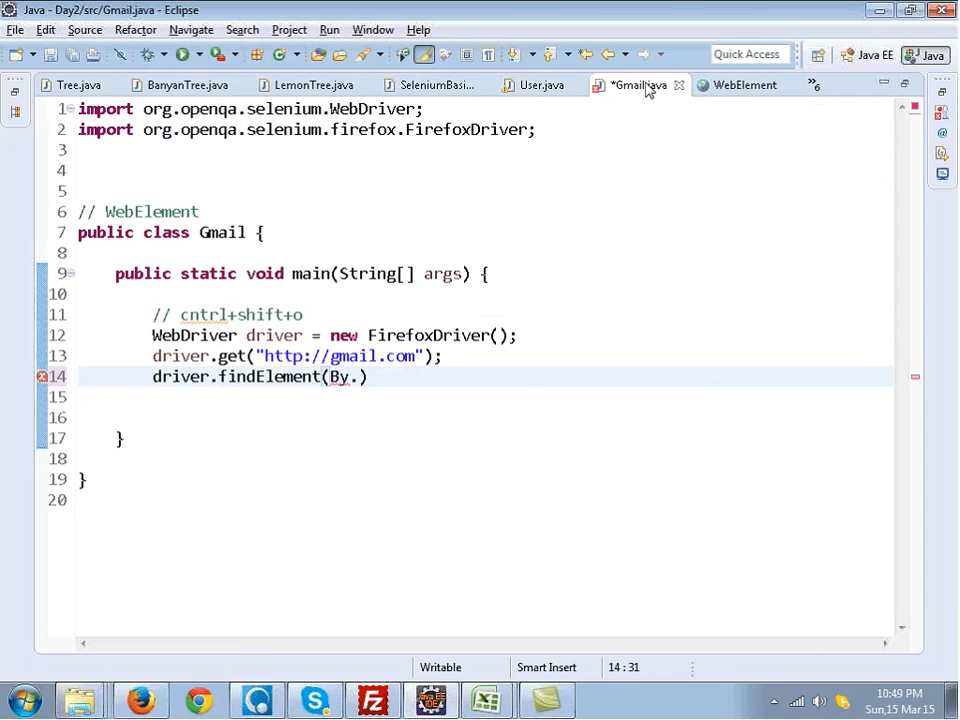 Java - Day2/src/Gmail.java - Eclipse
File Edit Source Refactor Navigate Search Project Run Window Help
Quick Access Java EE Java
Tree.java BanyanTree.java LemonTree.java SeleniumBasi... User.java *Gmail.java WebElement 6
1 import org.openqa.selenium.WebDriver;
2 import org.openqa.selenium.firefox.FirefoxDriver;
3
4
5
6 // WebElement
7 public class Gmail {
8
9 public static void main(String[] args) {
10
11 // cntrl+shift+o
12 WebDriver driver = new FirefoxDriver();
13 driver.get("http://gmail.com");
14 driver.findElement(By.)
15
16
17 }
18
19 }
20
Writable Smart Insert 14 : 31
10:49 PM
Sun,15 Mar 15